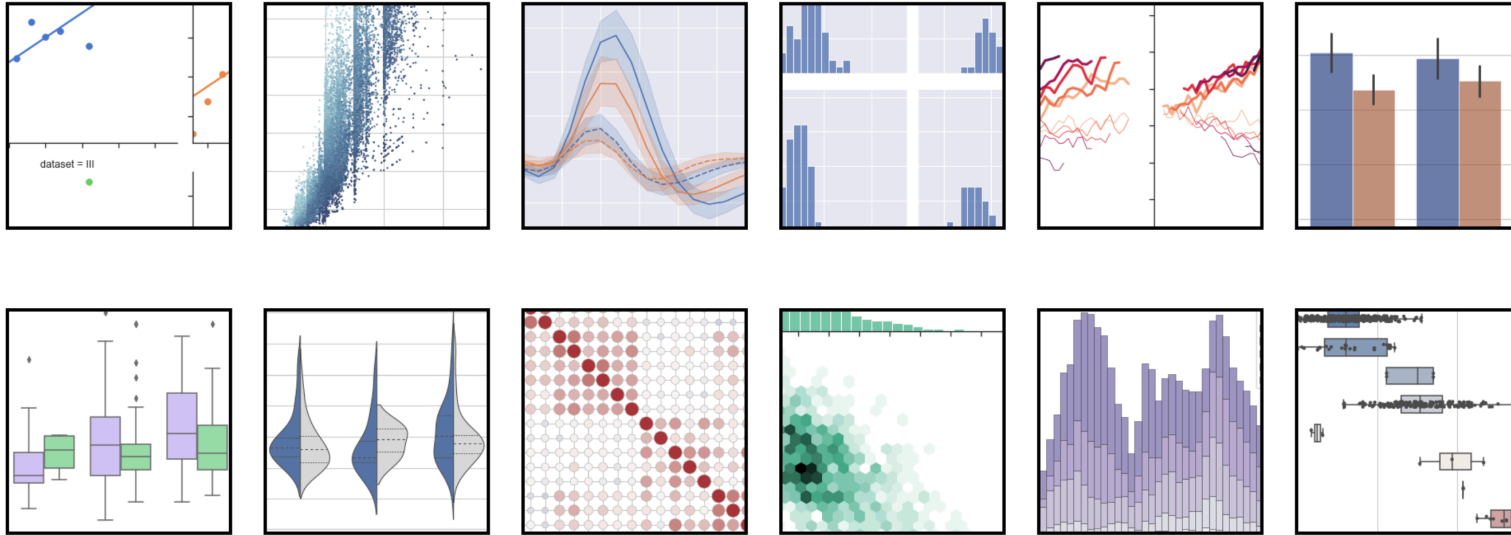 dataset = III